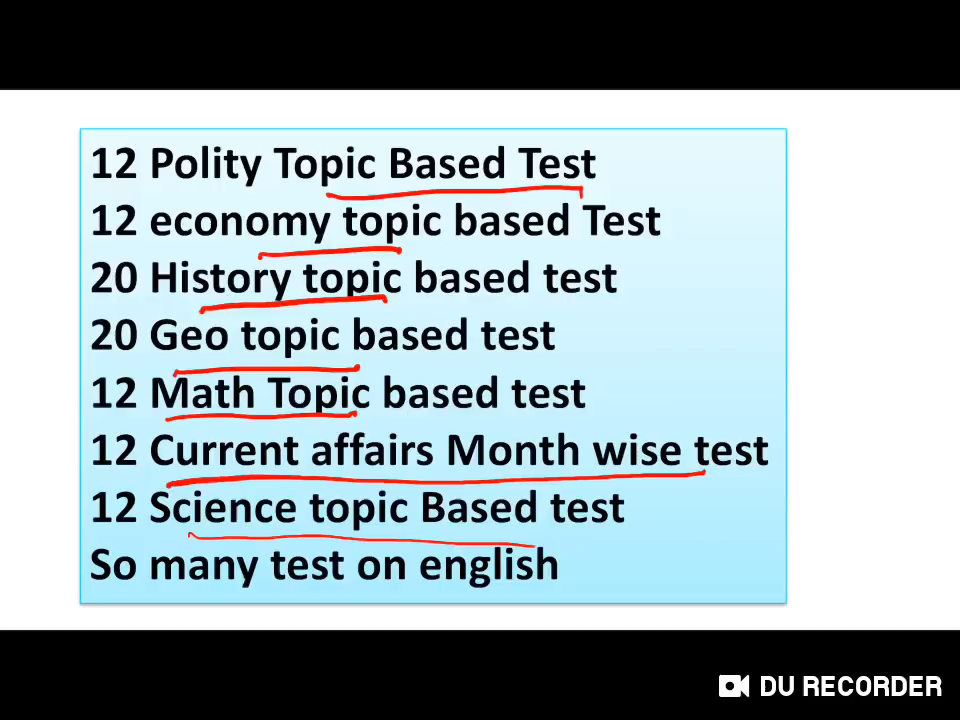 12 Polity Topic Based Test
12 economy topic based Test
20 History topic based test
20 Geo topic based test
12 Math Topic based test
12 Current affairs Month wise test
12 Science topic Based test
So many test on english
DU RECORDER